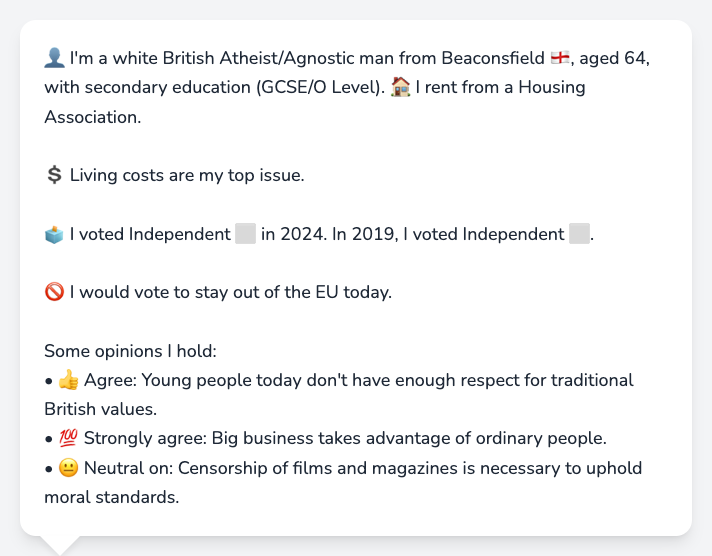 👤 I'm a white British Atheist/Agnostic man from Beaconsfield 🏴󠁧󠁢󠁥󠁮󠁧󠁿, aged 64,
with secondary education (GCSE/O Level). 🏠 I rent from a Housing
Association.
💲 Living costs are my top issue.
🗳️ I voted Independent ⬜ in 2024. In 2019, I voted Independent ⬜.
🚫 I would vote to stay out of the EU today.
Some opinions I hold:
• 👍 Agree: Young people today don't have enough respect for traditional
British values.
• 💯 Strongly agree: Big business takes advantage of ordinary people.
• 😐 Neutral on: Censorship of films and magazines is necessary to uphold
moral standards.